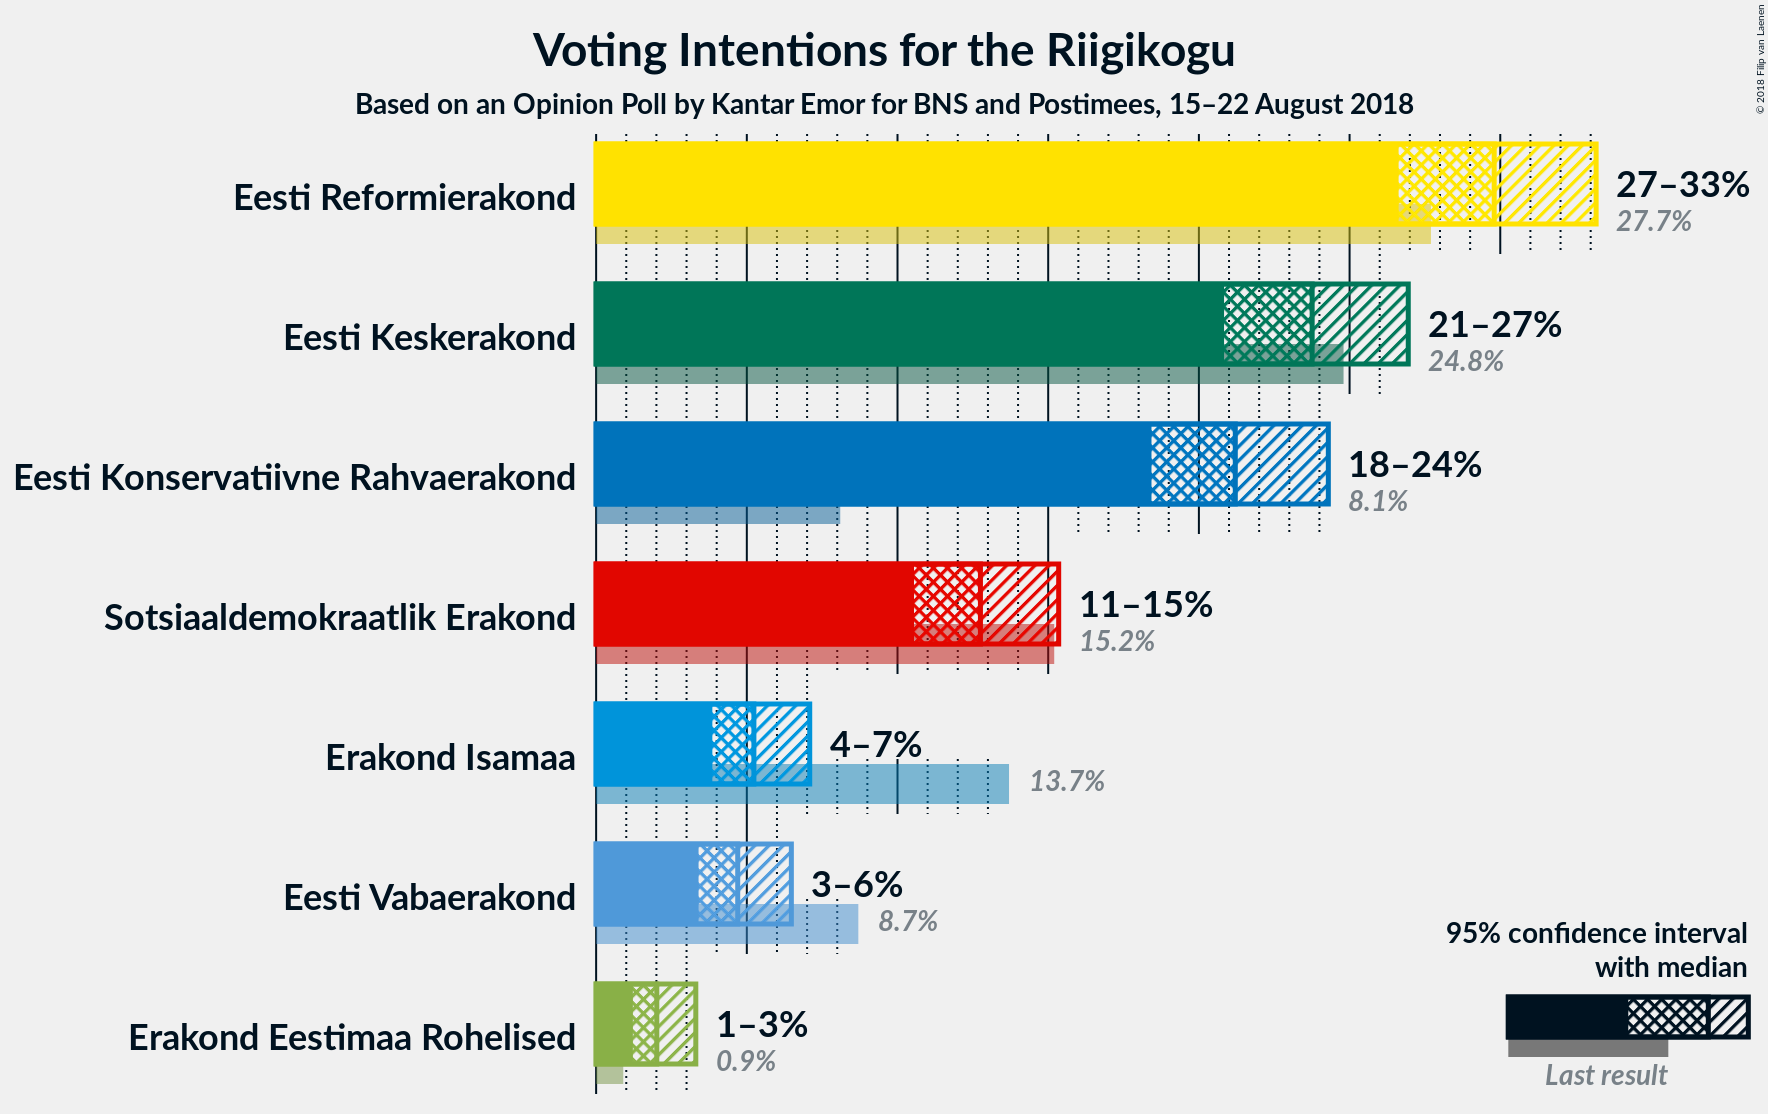 Voting Intentions for the Riigikogu
Based on an Opinion Poll by Kantar Emor for BNS and Postimees, 15–22 August 2018
© 2018 Filip van Laenen
Eesti Reformierakond
27–33%
27.7%
Eesti Keskerakond
21–27%
24.8%
Eesti Konservatiivne Rahvaerakond
18–24%
8.1%
Sotsiaaldemokraatlik Erakond
11–15%
15.2%
Erakond Isamaa
4–7%
13.7%
Eesti Vabaerakond
3–6%
8.7%
Erakond Eestimaa Rohelised
1–3%
0.9%
95% confidence interval
with median
Last result